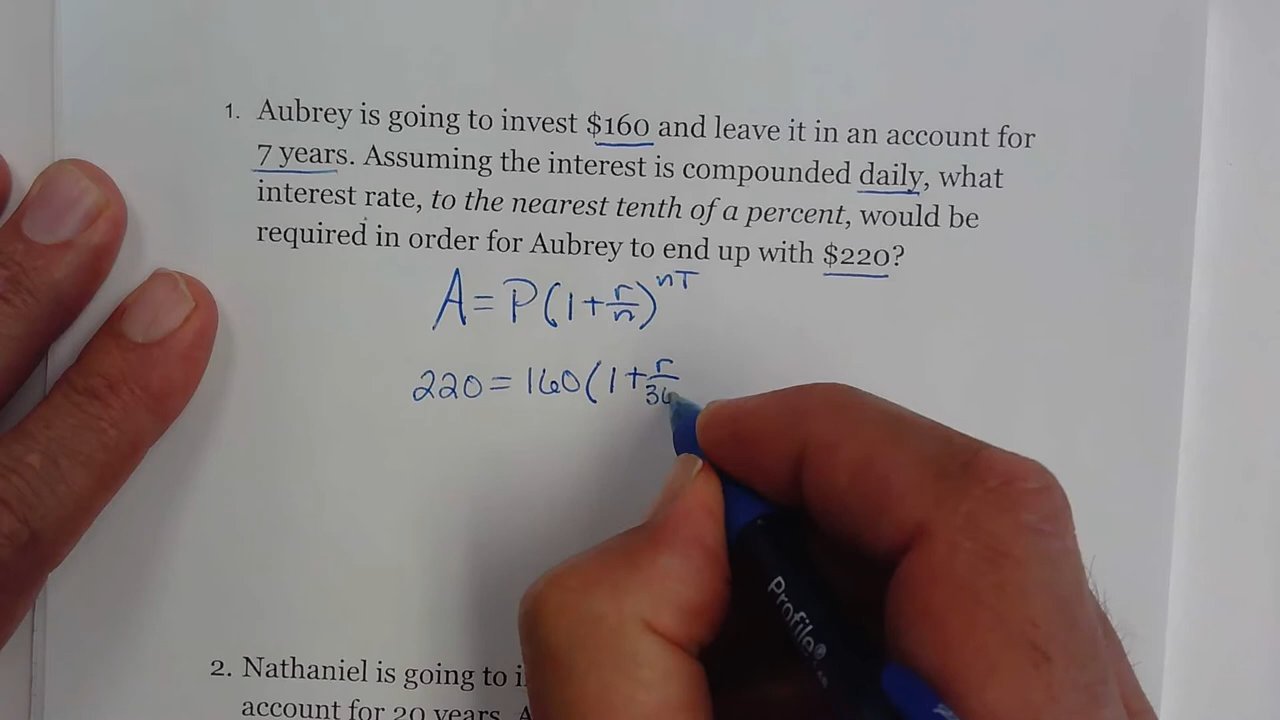 1. Aubrey is going to invest $160 and leave it in an account for
7 years. Assuming the interest is compounded daily, what
interest rate, to the nearest tenth of a percent, would be
required in order for Aubrey to end up with $220?
A = P(1 + r/n)^nT
220 = 160(1 + r/36
Profile
2. Nathaniel is going to i
account for 20 years.